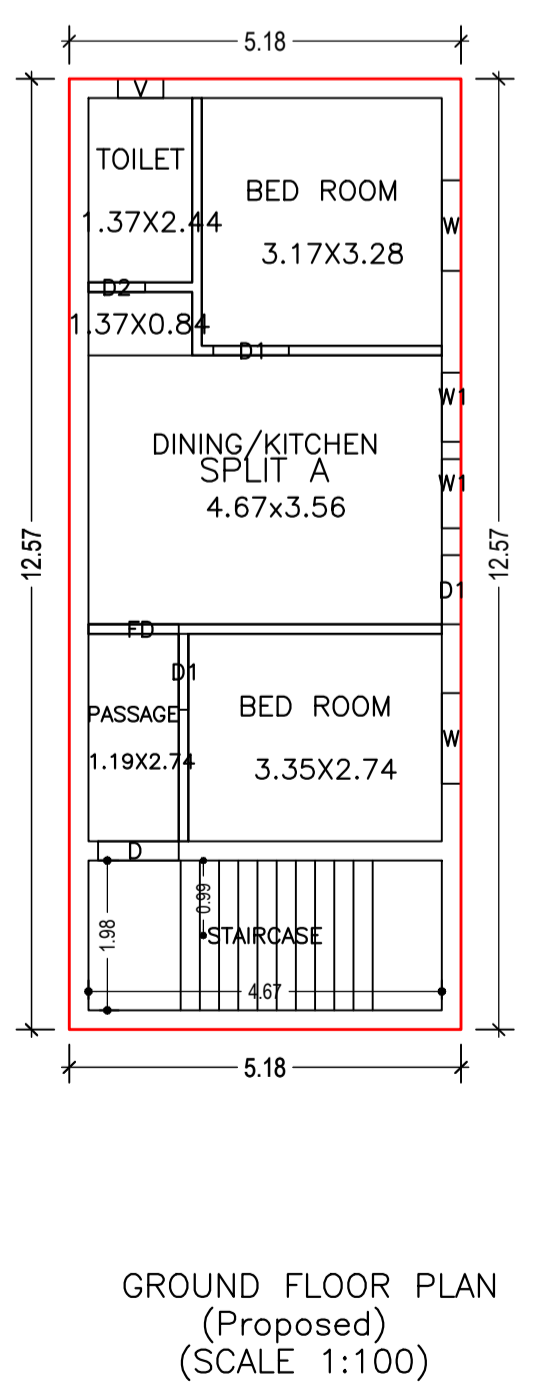 5.18
V
TOILET
1.37X2.44
BED ROOM
3.17X3.28
W
D2
1.37X0.84
D1
W1
DINING/KITCHEN
SPLIT A
4.67x3.56
W1
12.57
12.57
D1
FD
D1
PASSAGE
1.19X2.74
BED ROOM
3.35X2.74
W
D
0.99
1.98
STAIRCASE
4.67
5.18
GROUND FLOOR PLAN
(Proposed)
(SCALE 1:100)